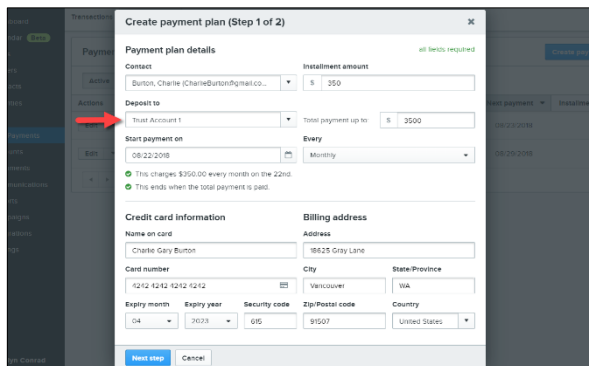 Transactions
Create payment plan (Step 1 of 2)
Beta
Payment plan details
all fields required
Contact
Installment amount
Burton, Charlie (CharlieBurton@gmail.co...
$ 350
Deposit to
Trust Account 1
Total payment up to:
$ 3500
Start payment on
Every
08/22/2018
Monthly
This charges $350.00 every month on the 22nd.
This ends when the total payment is paid.
Credit card information
Billing address
Name on card
Address
Charlie Gary Burton
18625 Gray Lane
Card number
City
State/Province
4242 4242 4242 4242
Vancouver
WA
Expiry month
Expiry year
Security code
Zip/Postal code
Country
04
2023
615
91507
United States
Next step
Cancel
Active
Actions
Edit
Edit
Create pay
payment
Installme
08/23/2018
08/29/2018
Payments
Conrad